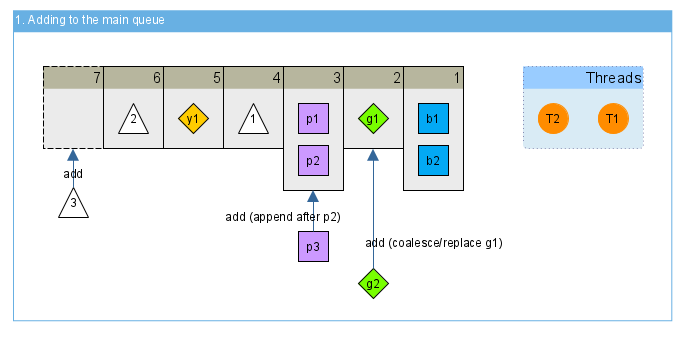 1. Adding to the main queue
7 6 5 4 3 2 1 Threads
2 y1 1 p1 g1 b1 T2 T1
p2 b2
add
3
add (append after p2)
p3
add (coalesce/replace g1)
g2